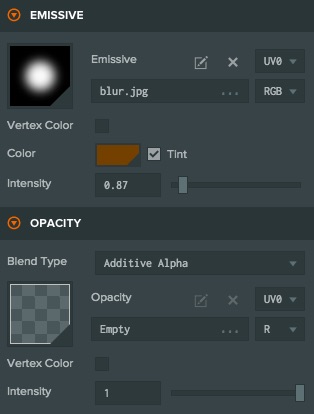 EMISSIVE
Emissive UV0
blur.jpg ... RGB
Vertex Color
Color Tint
Intensity 0.87
OPACITY
Blend Type Additive Alpha
Opacity UV0
Empty ... R
Vertex Color
Intensity 1